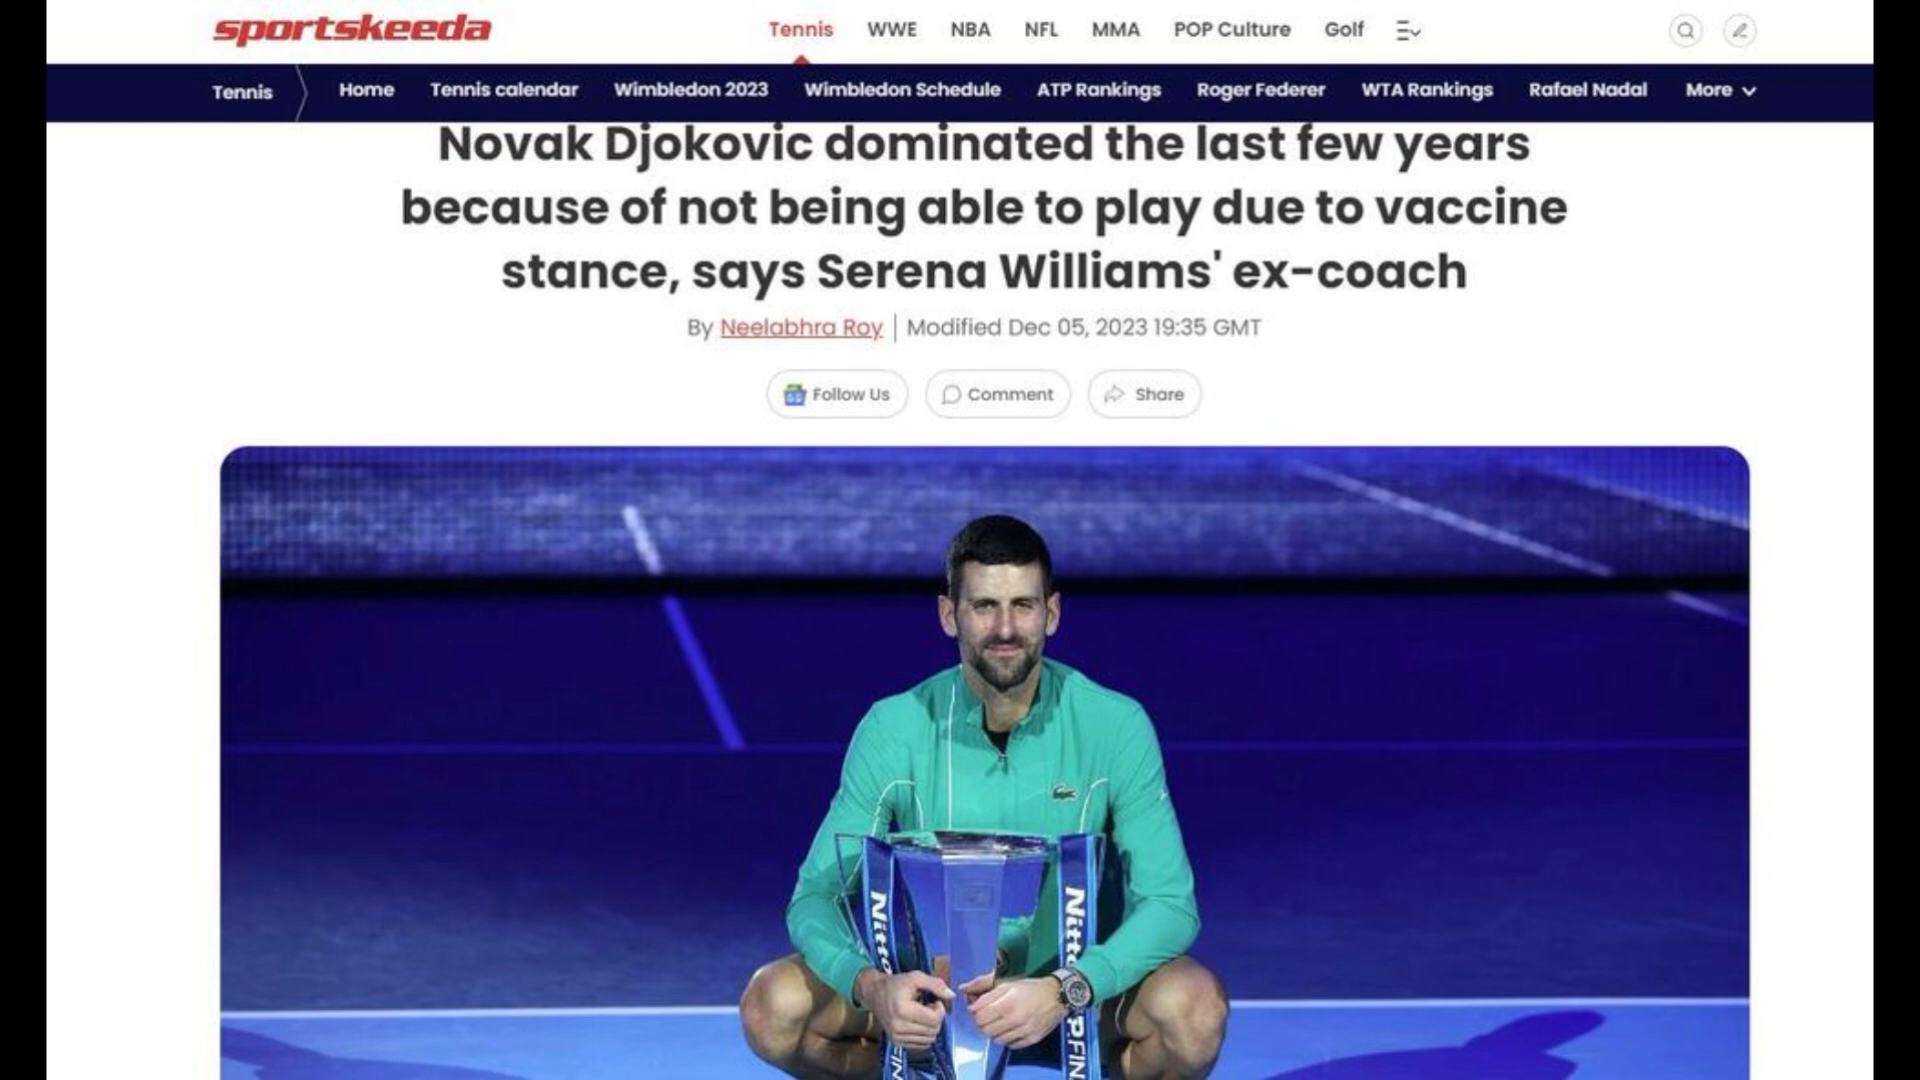 sportskeeda
Tennis WWE NBA NFL MMA POP Culture Golf
Tennis Home Tennis calendar Wimbledon 2023 Wimbledon Schedule ATP Rankings Roger Federer WTA Rankings Rafael Nadal More
Novak Djokovic dominated the last few years
because of not being able to play due to vaccine
stance, says Serena Williams' ex-coach
By Neelabhra Roy | Modified Dec 05, 2023 19:35 GMT
Follow Us Comment Share
Nitto
Nitto